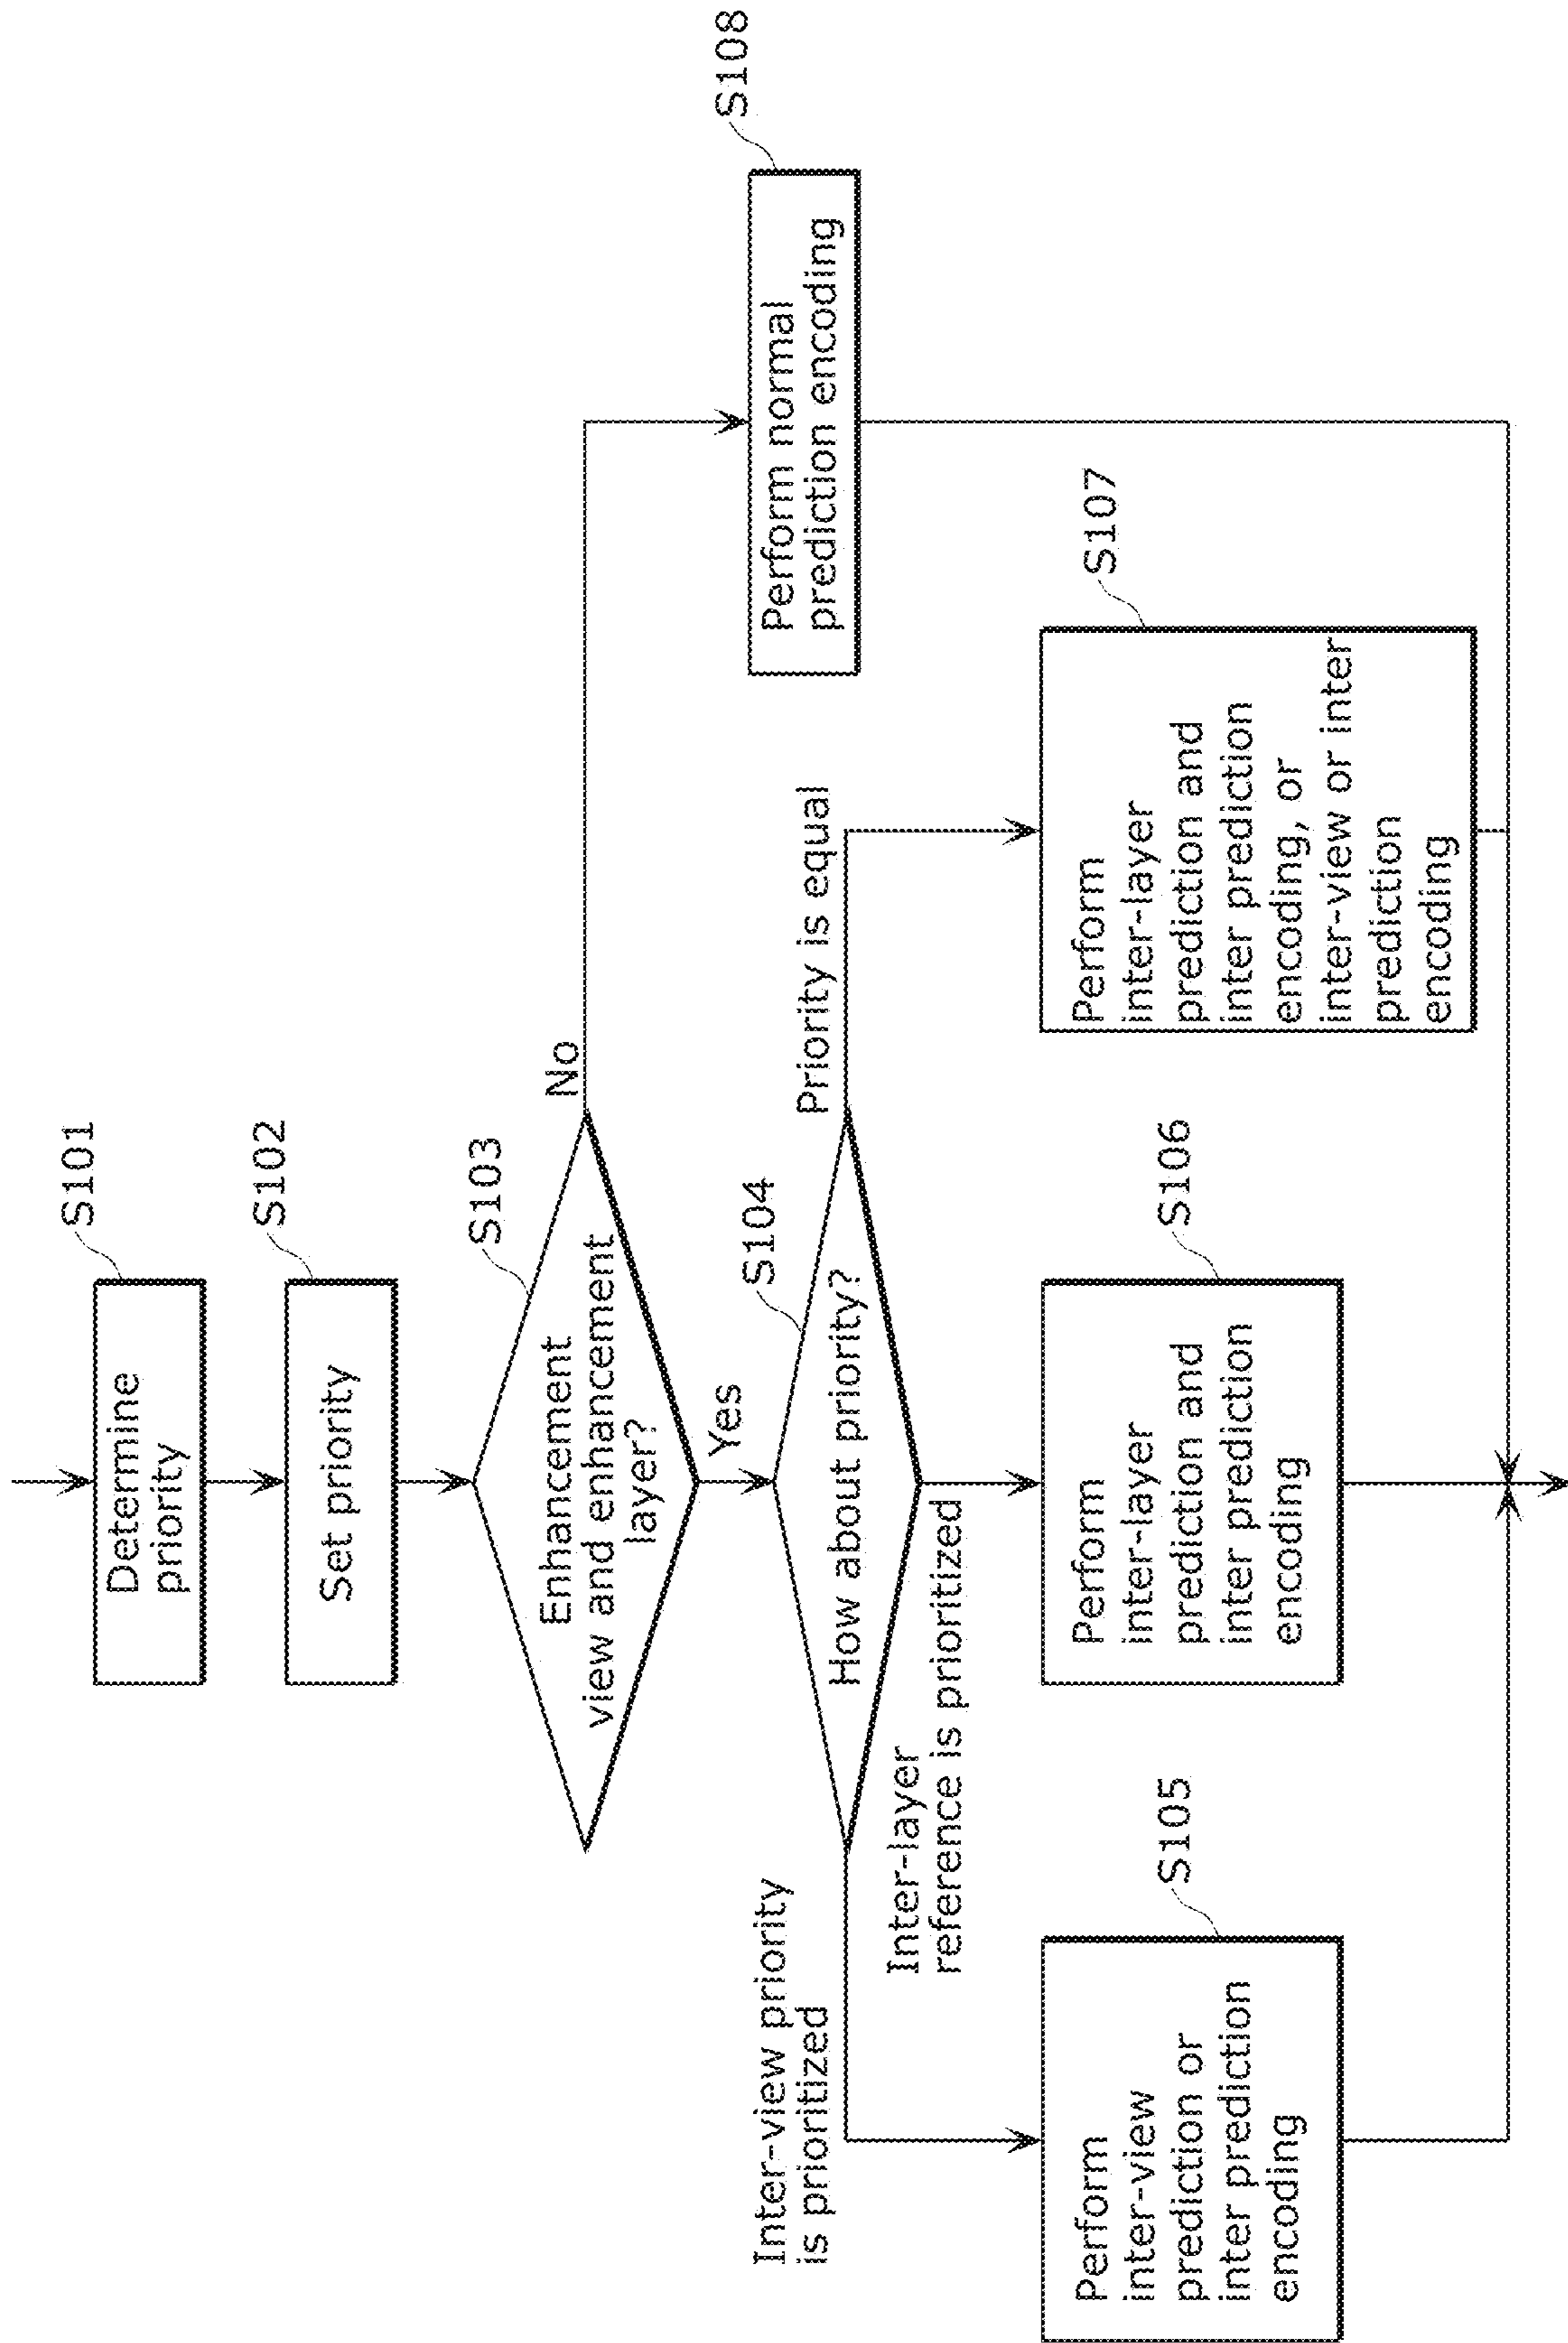 S101
Determine
priority
S102
Set priority
S103
Enhancement
view and enhancement
layer?
No
Yes
S104
How about priority?
Inter-view priority
is prioritized
Inter-layer
reference is prioritized
Priority is equal
S108
Perform normal
prediction encoding
S105
Perform
inter-view
prediction or
inter prediction
encoding
S106
Perform
inter-layer
prediction and
inter prediction
encoding
S107
Perform
inter-layer
prediction and
inter prediction
encoding, or
inter-view or inter
prediction
encoding